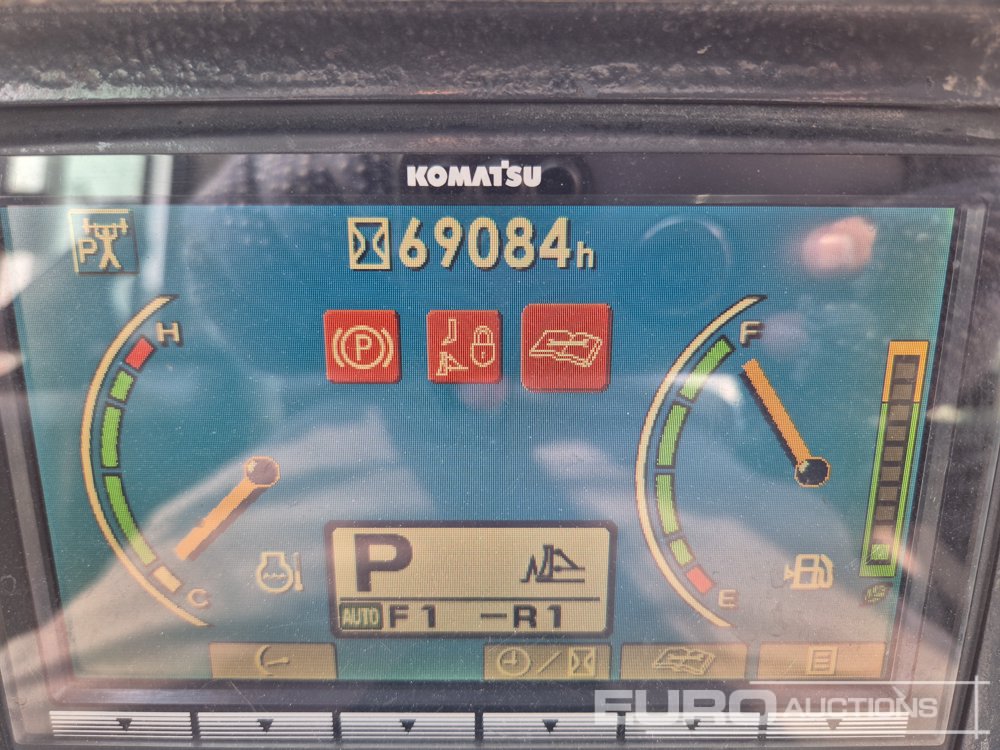 KOMATSU
P
69084h
H
(P)
F
C
E
P
AUTO F1 -R1
EURO AUCTIONS